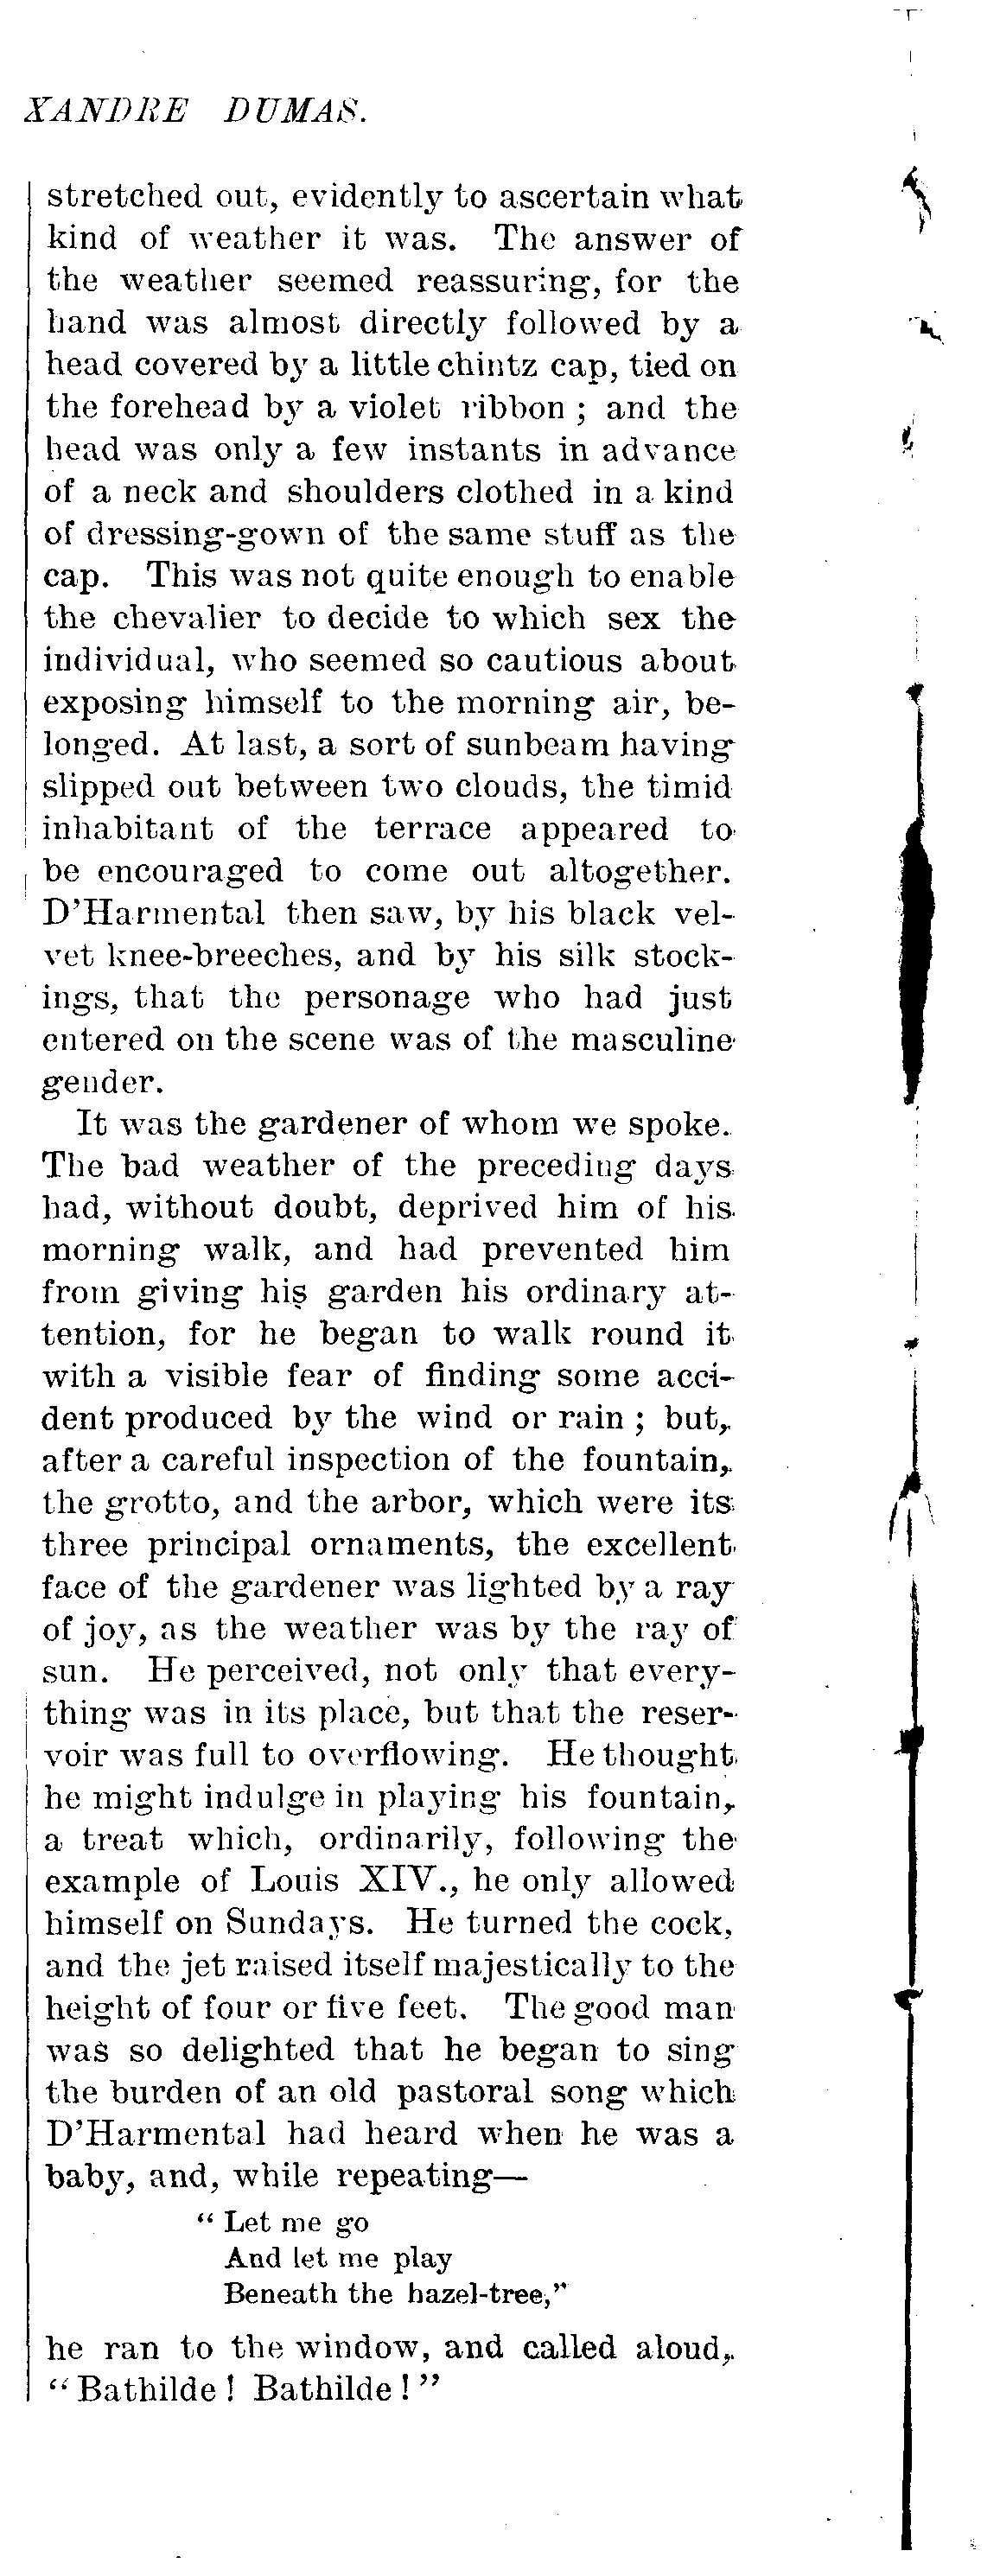 XANDRE DUMAS.
stretched out, evidently to ascertain what
kind of weather it was. The answer of
the weather seemed reassuring, for the
hand was almost directly followed by a
head covered by a little chintz cap, tied on
the forehead by a violet ribbon ; and the
head was only a few instants in advance
of a neck and shoulders clothed in a kind
of dressing-gown of the same stuff as the
cap. This was not quite enough to enable
the chevalier to decide to which sex the
individual, who seemed so cautious about
exposing himself to the morning air, be-
longed. At last, a sort of sunbeam having
slipped out between two clouds, the timid
inhabitant of the terrace appeared to
be encouraged to come out altogether.
D'Harmental then saw, by his black vel-
vet knee-breeches, and by his silk stock-
ings, that the personage who had just
entered on the scene was of the masculine
gender.
It was the gardener of whom we spoke.
The bad weather of the preceding days
had, without doubt, deprived him of his
morning walk, and had prevented him
from giving his garden his ordinary at-
tention, for he began to walk round it
with a visible fear of finding some acci-
dent produced by the wind or rain ; but,
after a careful inspection of the fountain,
the grotto, and the arbor, which were its
three principal ornaments, the excellent
face of the gardener was lighted by a ray
of joy, as the weather was by the ray of
sun. He perceived, not only that every-
thing was in its place, but that the reser-
voir was full to overflowing. He thought
he might indulge in playing his fountain,
a treat which, ordinarily, following the
example of Louis XIV., he only allowed
himself on Sundays. He turned the cock,
and the jet raised itself majestically to the
height of four or five feet. The good man
was so delighted that he began to sing
the burden of an old pastoral song which
D'Harmental had heard when he was a
baby, and, while repeating—
" Let me go
And let me play
Beneath the hazel-tree,"
he ran to the window, and called aloud,
" Bathilde ! Bathilde ! "